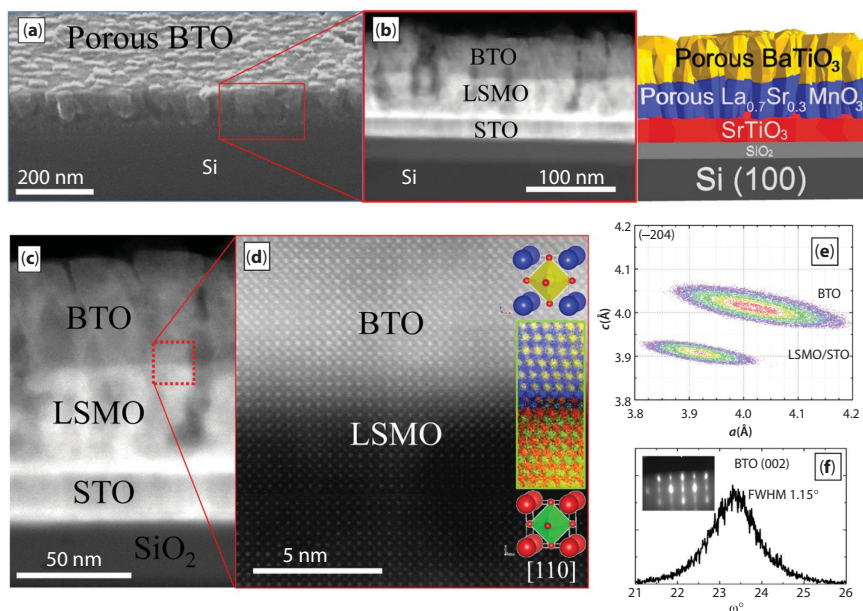 (a)
Porous BTO
200 nm
Si
(b)
BTO
LSMO
STO
Si
100 nm
Porous BaTiO₃
Porous La₀.₇Sr₀.₃MnO₃
SrTiO₃
SiO₂
Si (100)
(c)
BTO
LSMO
STO
50 nm
SiO₂
(d)
BTO
LSMO
5 nm
[110]
(–204)
(e)
BTO
LSMO/STO
4.2
4.1
4.0
3.9
3.8
c(Å)
3.8 3.9 4.0 4.1 4.2
a(Å)
BTO (002)
(f)
FWHM 1.15°
21 22 23 24 25 26
ω°